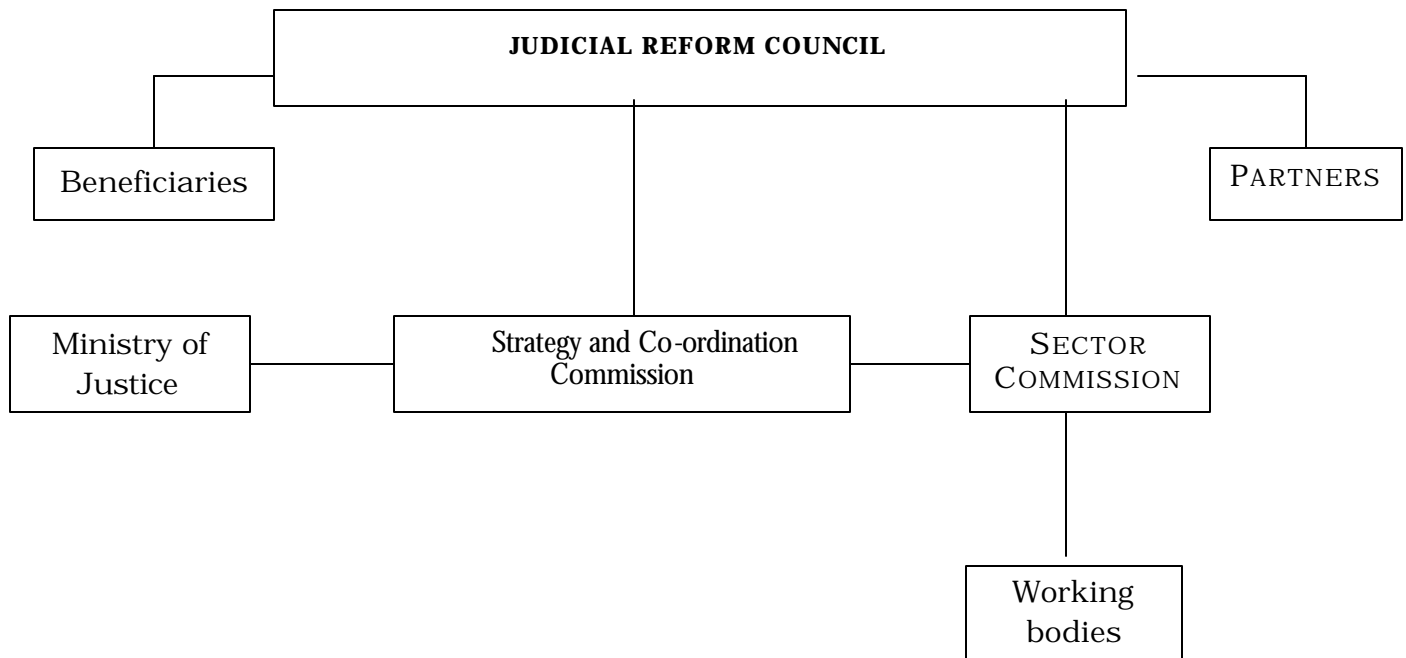 JUDICIAL REFORM COUNCIL
Beneficiaries
PARTNERS
Ministry of
Justice
Strategy and Co-ordination
Commission
SECTOR
COMMISSION
Working
bodies